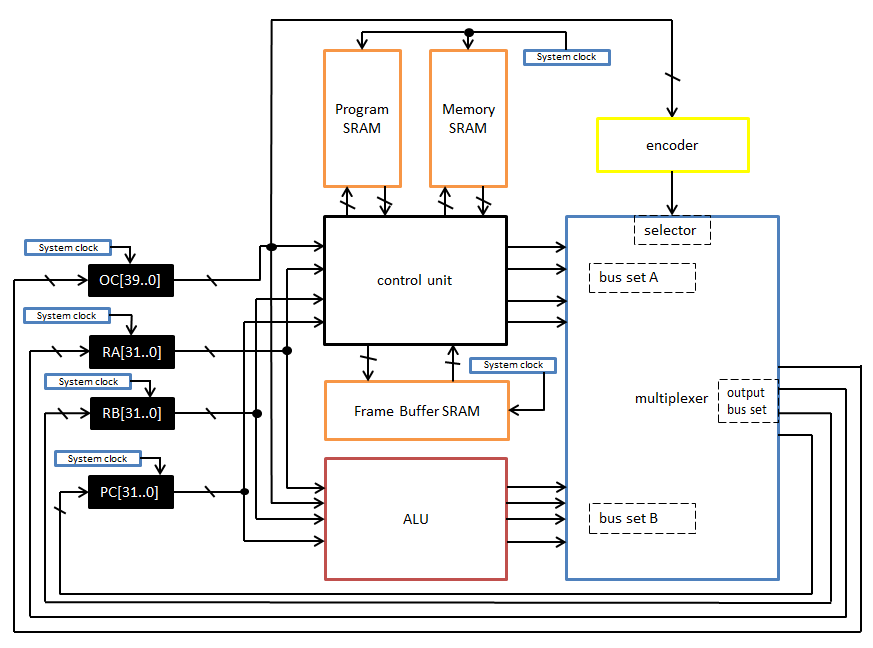 System clock
Program
SRAM
Memory
SRAM
encoder
selector
System clock
OC[39..0]
control unit
bus set A
System clock
RA[31..0]
System clock
RB[31..0]
System clock
Frame Buffer SRAM
multiplexer
output
bus set
System clock
PC[31..0]
ALU
bus set B